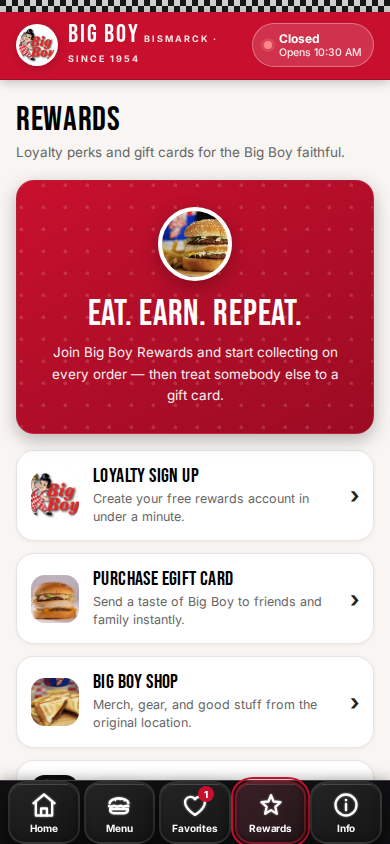 Big Boy
BIG BOY BISMARCK ·
SINCE 1954
Closed
Opens 10:30 AM
REWARDS
Loyalty perks and gift cards for the Big Boy faithful.
EAT. EARN. REPEAT.
Join Big Boy Rewards and start collecting on
every order — then treat somebody else to a
gift card.
Big Boy
LOYALTY SIGN UP
Create your free rewards account in
under a minute.
›
PURCHASE EGIFT CARD
Send a taste of Big Boy to friends and
family instantly.
›
BIG BOY SHOP
Merch, gear, and good stuff from the
original location.
›
1
Home
Menu
Favorites
Rewards
Info